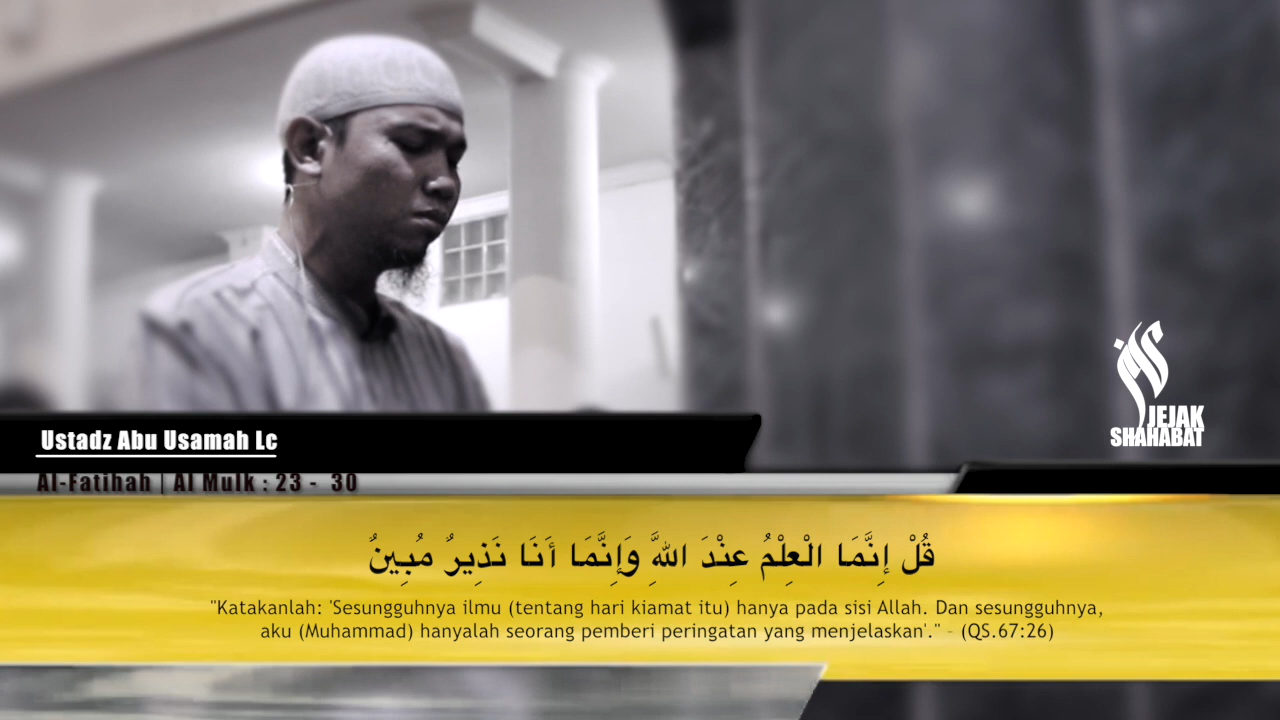 JEJAK
SHAHABAT
Ustadz Abu Usamah Lc
Al-Fatihah | Al Mulk : 23 - 30
قُلْ إِنَّمَا الْعِلْمُ عِنْدَ اللَّهِ وَإِنَّمَا أَنَا نَذِيرٌ مُبِينٌ
"Katakanlah: 'Sesungguhnya ilmu (tentang hari kiamat itu) hanya pada sisi Allah. Dan sesungguhnya,
aku (Muhammad) hanyalah seorang pemberi peringatan yang menjelaskan'." - (QS.67:26)